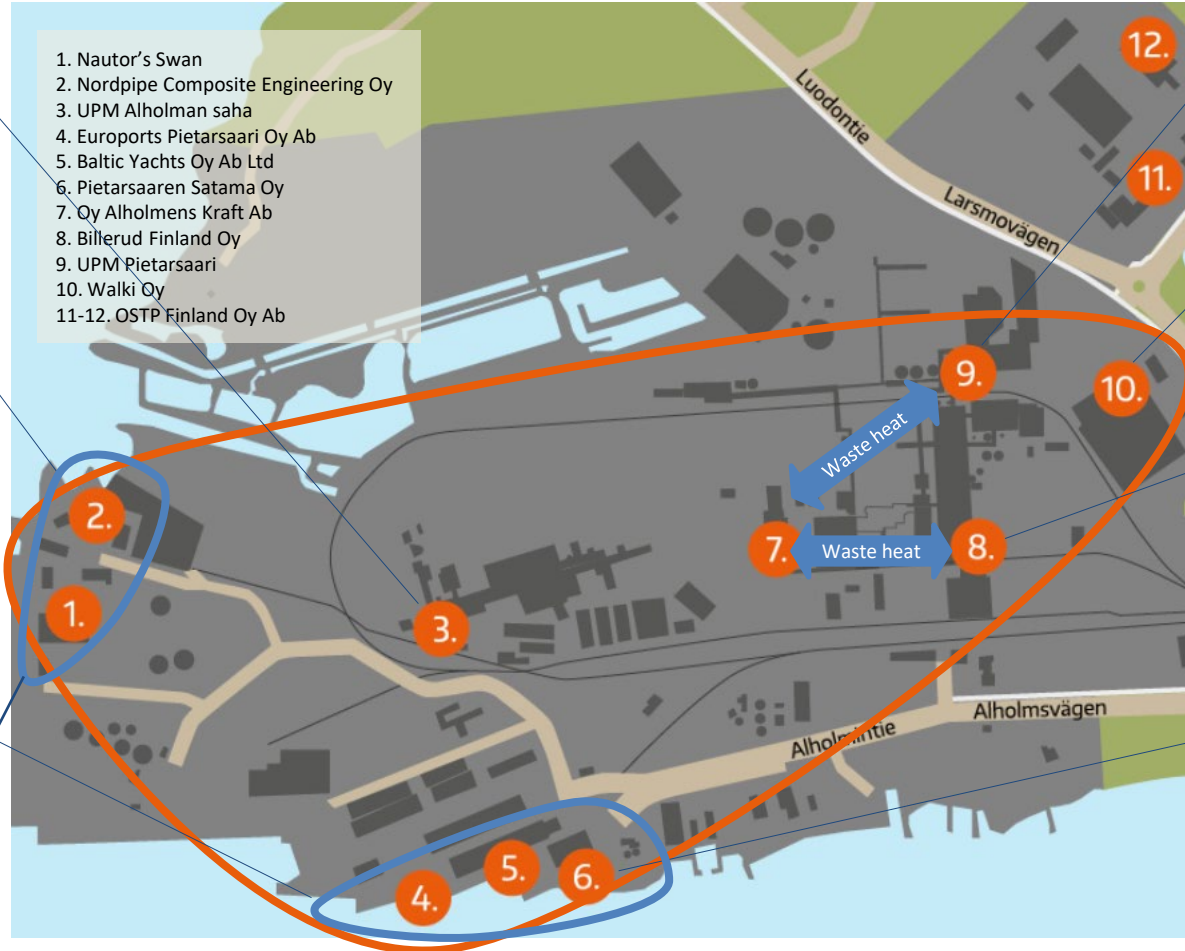 1. Nautor’s Swan
2. Nordpipe Composite Engineering Oy
3. UPM Alholman saha
4. Euroports Pietarsaari Oy Ab
5. Baltic Yachts Oy Ab Ltd
6. Pietarsaaren Satama Oy
7. Oy Alholmens Kraft Ab
8. Billerud Finland Oy
9. UPM Pietarsaari
10. Walki Oy
11-12. OSTP Finland Oy Ab
12.
Luodontie
11.
Larsmovägen
9.
10.
Waste heat
2.
7.
Waste heat
8.
1.
3.
Alholmsvägen
Alholmintie
5.
6.
4.